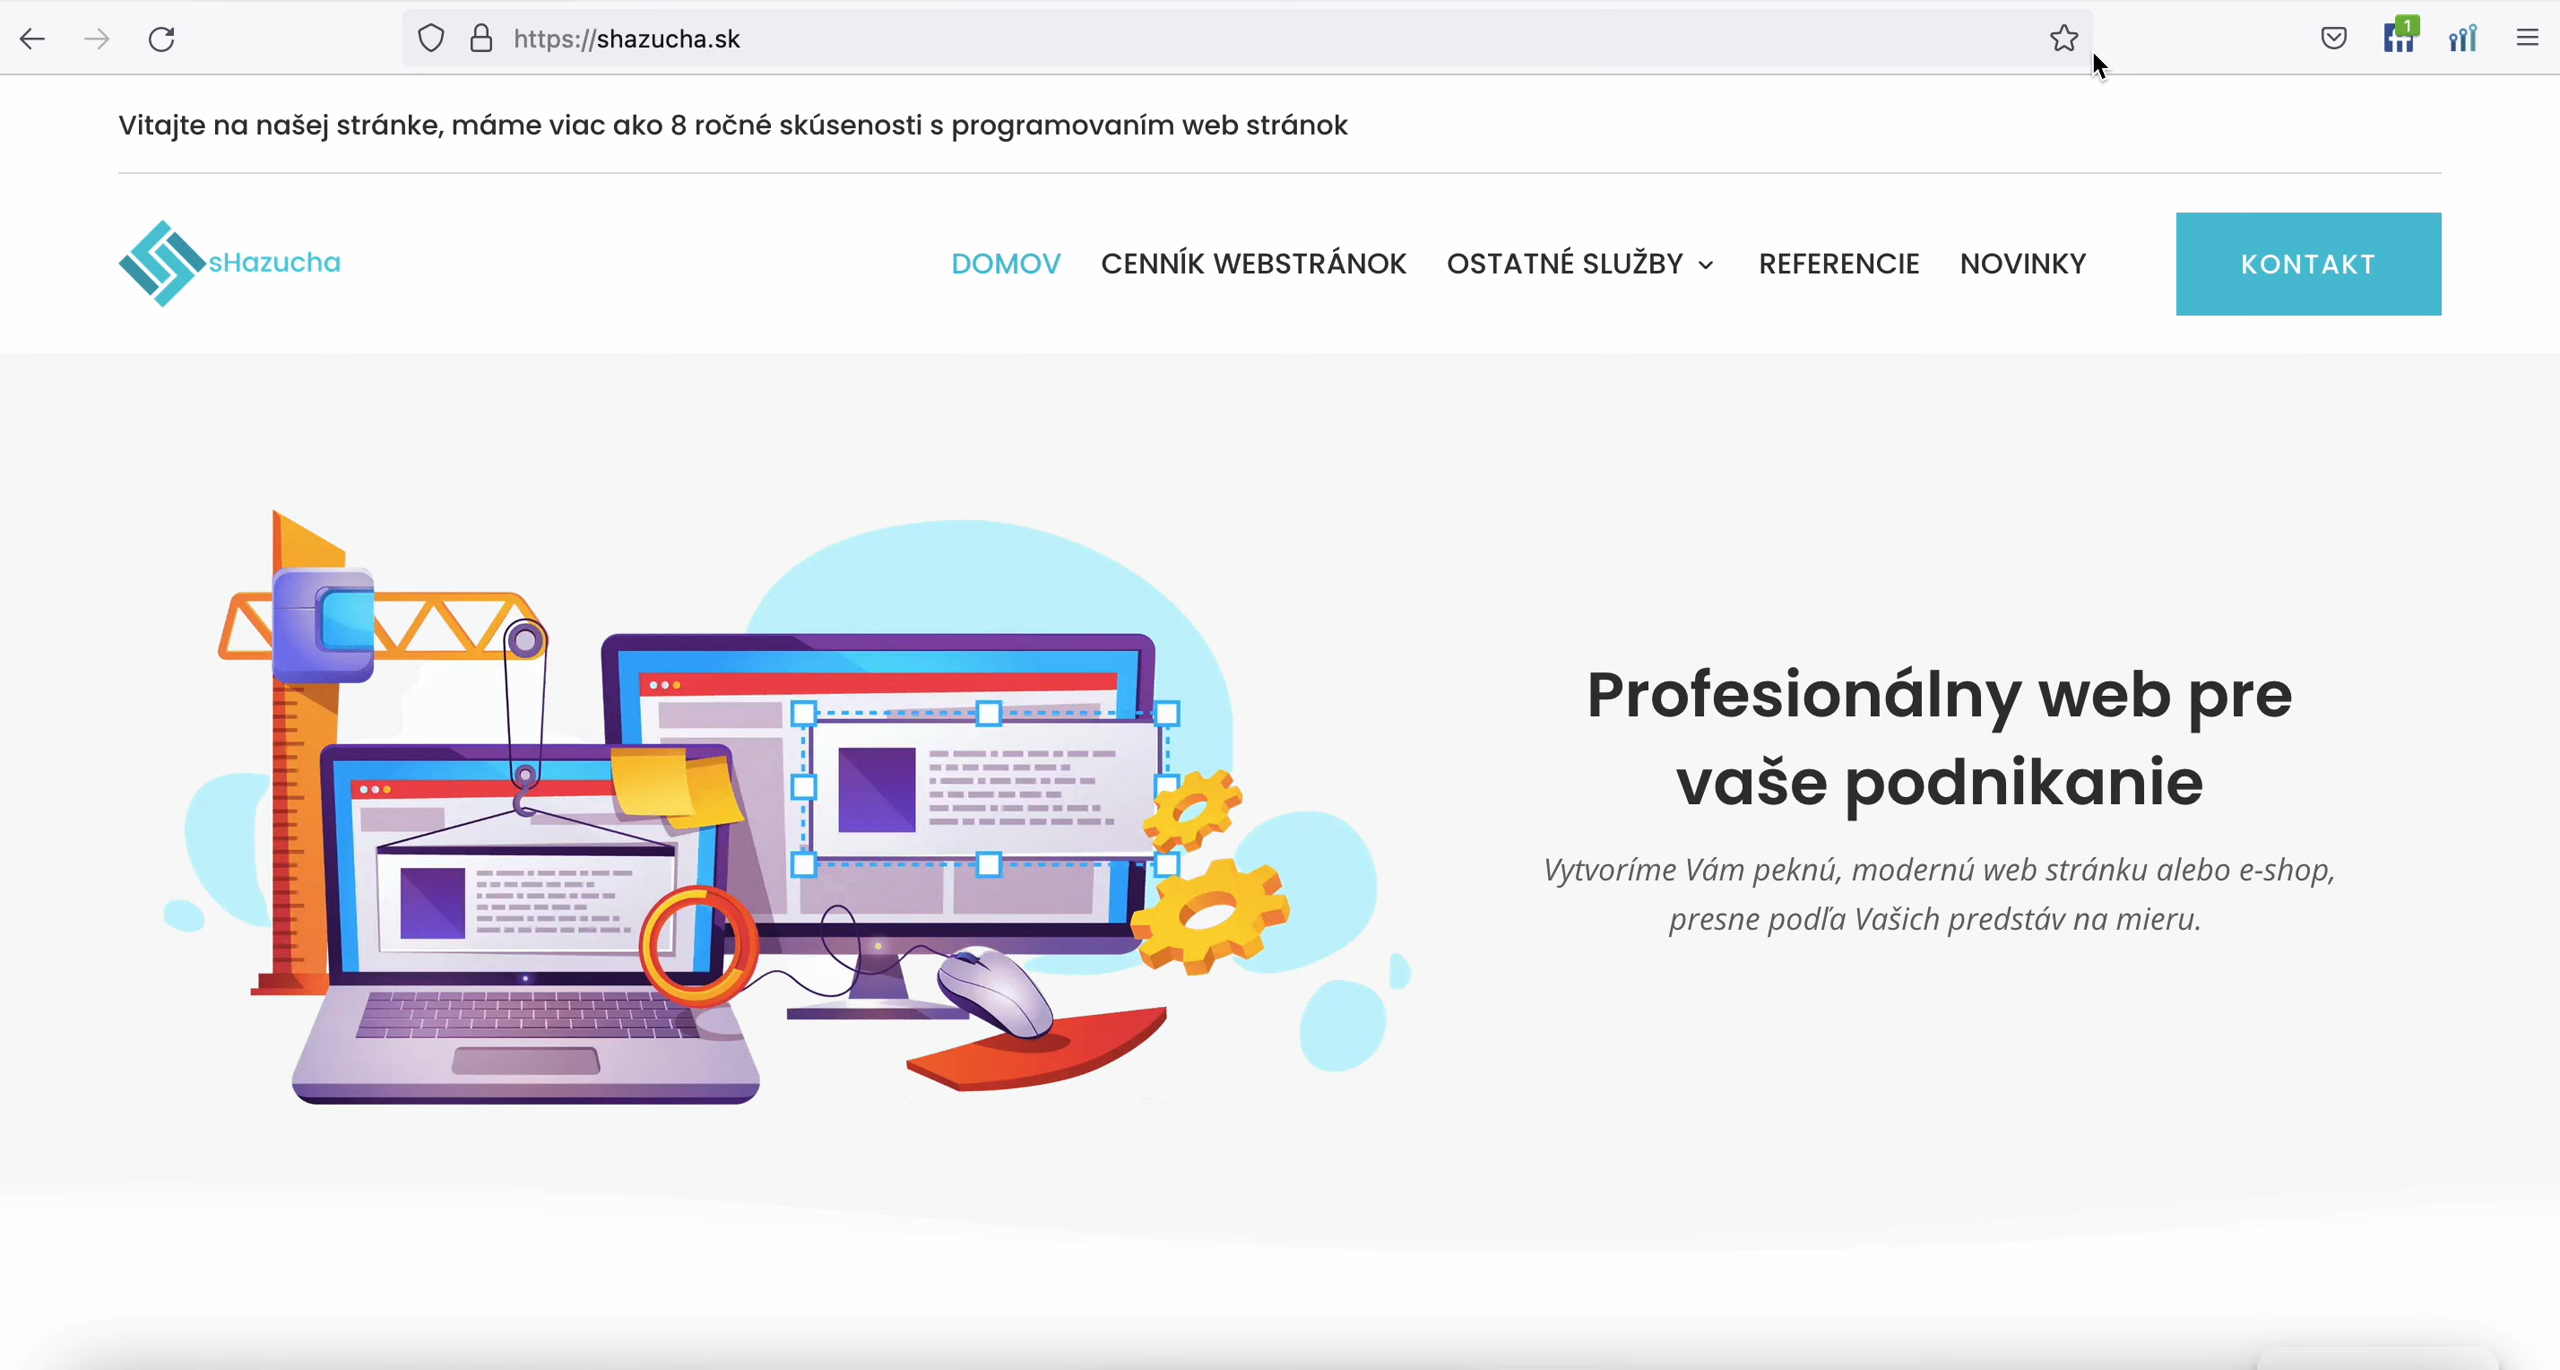 https://shazucha.sk
1
Vitajte na našej stránke, máme viac ako 8 ročné skúsenosti s programovaním web stránok
sHazucha
DOMOV
CENNÍK WEBSTRÁNOK
OSTATNÉ SLUŽBY
REFERENCIE
NOVINKY
KONTAKT
Profesionálny web pre
vaše podnikanie
Vytvoríme Vám peknú, modernú web stránku alebo e-shop,
presne podľa Vašich predstáv na mieru.